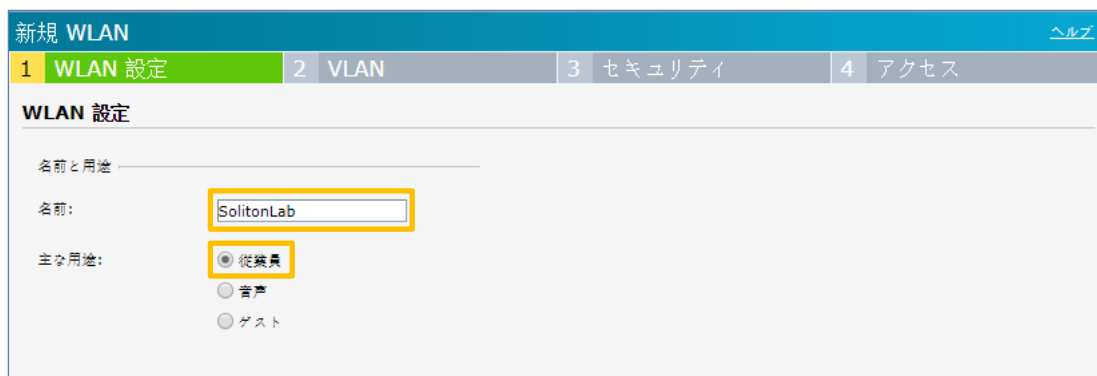 新規 WLAN ヘルプ
1 WLAN 設定 2 VLAN 3 セキュリティ 4 アクセス
WLAN 設定
名前と用途
名前: SolitonLab
主な用途: 従業員
音声
ゲスト